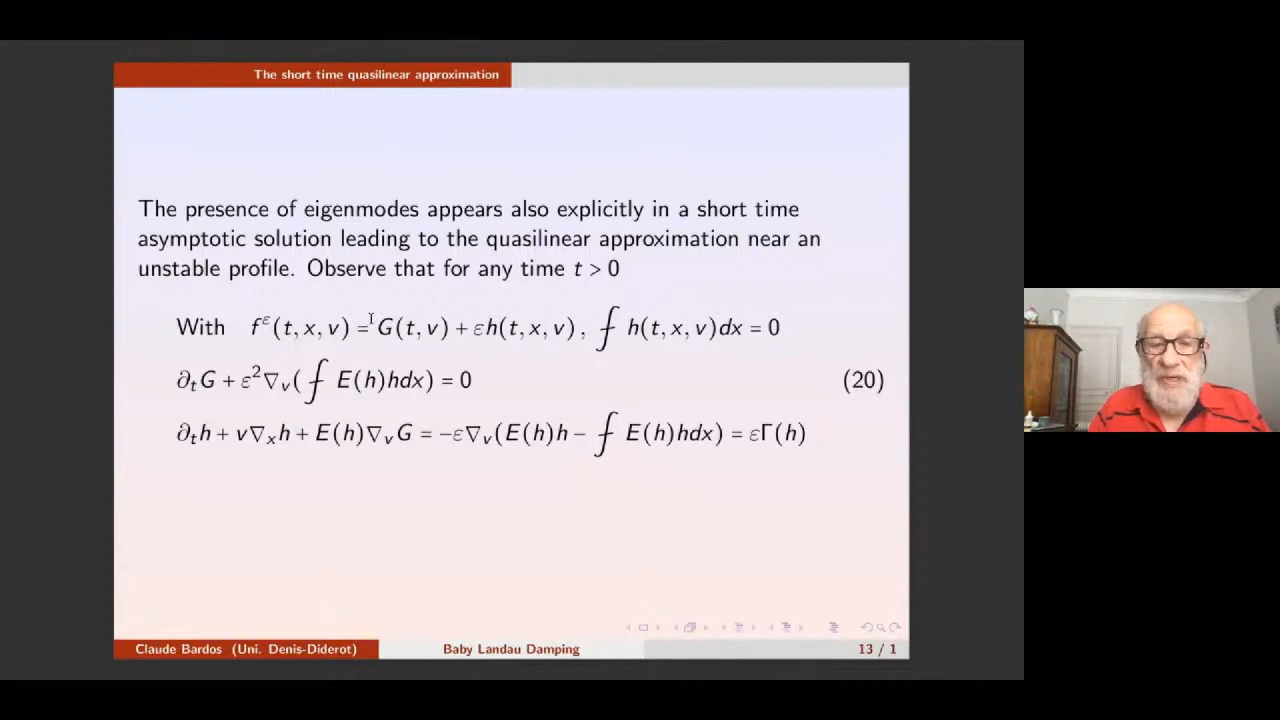 The short time quasilinear approximation
The presence of eigenmodes appears also explicitly in a short time
asymptotic solution leading to the quasilinear approximation near an
unstable profile. Observe that for any time t > 0
With f^ε(t, x, v) = G(t, v) + εh(t, x, v) , ⨍ h(t, x, v)dx = 0
∂_t G + ε²∇_v(⨍ E(h)hdx) = 0 (20)
∂_t h + v∇_x h + E(h)∇_v G = −ε∇_v(E(h)h − ⨍ E(h)hdx) = εΓ(h)
Claude Bardos (Uni. Denis-Diderot) Baby Landau Damping 13 / 1